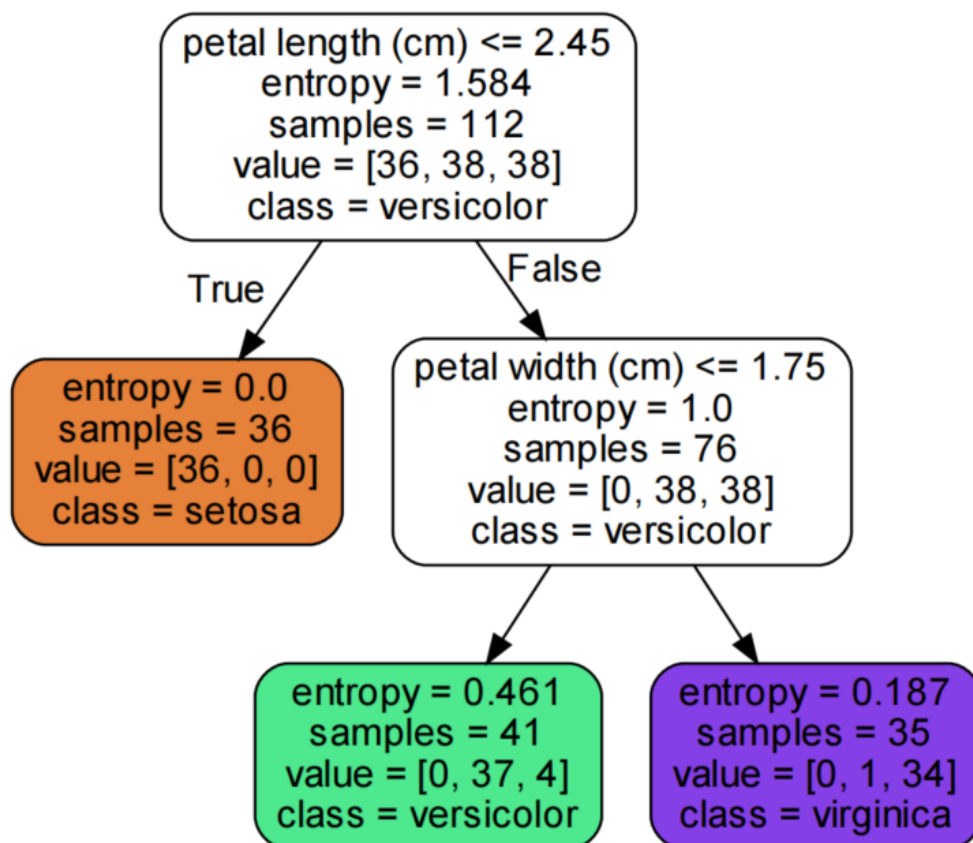 petal length (cm) <= 2.45
entropy = 1.584
samples = 112
value = [36, 38, 38]
class = versicolor
True
False
entropy = 0.0
samples = 36
value = [36, 0, 0]
class = setosa
petal width (cm) <= 1.75
entropy = 1.0
samples = 76
value = [0, 38, 38]
class = versicolor
entropy = 0.461
samples = 41
value = [0, 37, 4]
class = versicolor
entropy = 0.187
samples = 35
value = [0, 1, 34]
class = virginica